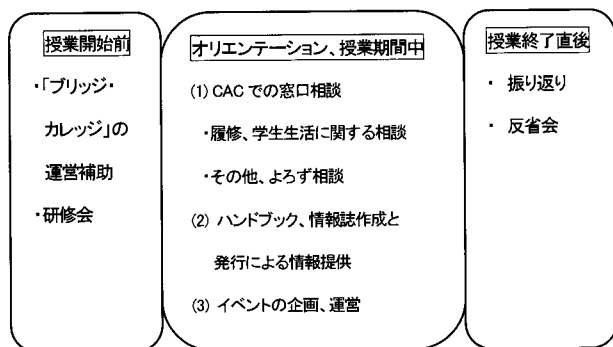 授業開始前
・「ブリッジ・
カレッジ」の
運営補助
・研修会
オリエンテーション、授業期間中
(1) CAC での窓口相談
・履修、学生生活に関する相談
・その他、よろず相談
(2) ハンドブック、情報誌作成と
発行による情報提供
(3) イベントの企画、運営
授業終了直後
・ 振り返り
・ 反省会